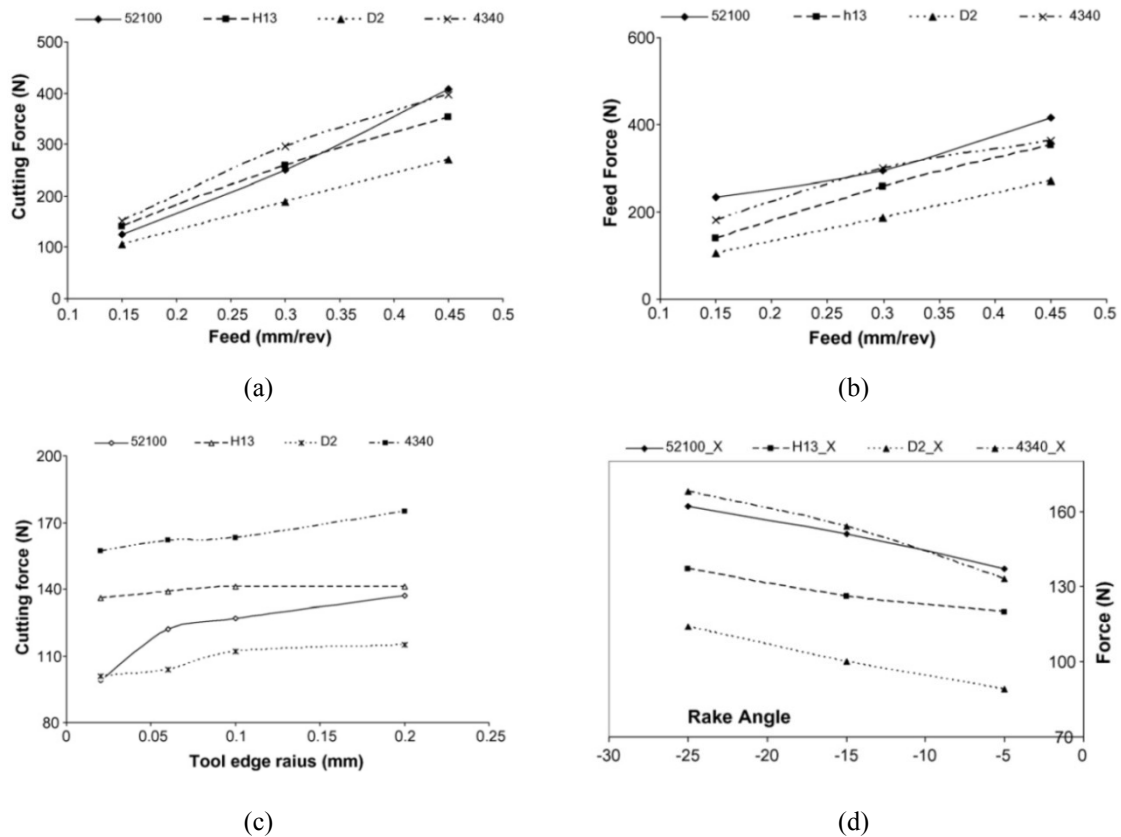 52100 H13 D2 4340
500
400
300
200
100
0
0.1 0.15 0.2 0.25 0.3 0.35 0.4 0.45 0.5
Cutting Force (N)
Feed (mm/rev)
(a)
52100 h13 D2 4340
600
400
200
0
0.1 0.15 0.2 0.25 0.3 0.35 0.4 0.45 0.5
Feed Force (N)
Feed (mm/rev)
(b)
52100 H13 D2 4340
200
170
140
110
80
0 0.05 0.1 0.15 0.2 0.25
Cutting force (N)
Tool edge raius (mm)
(c)
52100_X H13_X D2_X 4340_X
160
130
100
70
Force (N)
Rake Angle
-30 -25 -20 -15 -10 -5 0
(d)